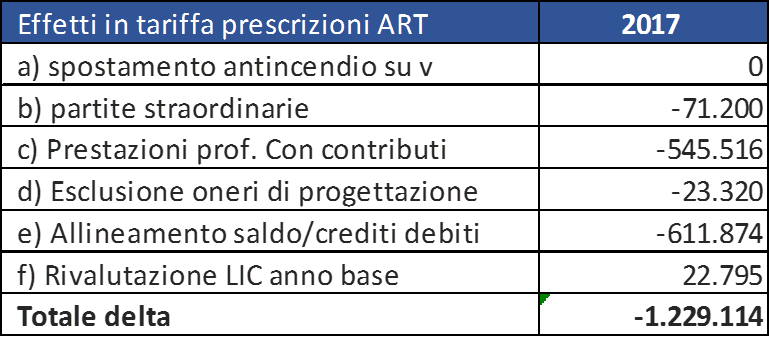 Effetti in tariffa prescrizioni ART 2017
a) spostamento antincendio su v 0
b) partite straordinarie -71.200
c) Prestazioni prof. Con contributi -545.516
d) Esclusione oneri di progettazione -23.320
e) Allineamento saldo/crediti debiti -611.874
f) Rivalutazione LIC anno base 22.795
Totale delta -1.229.114